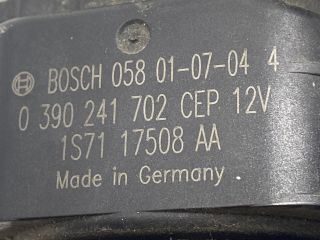 BOSCH 058 01-07-04 4
0 390 241 702 CEP 12V
1S71 17508 AA
Made in Germany